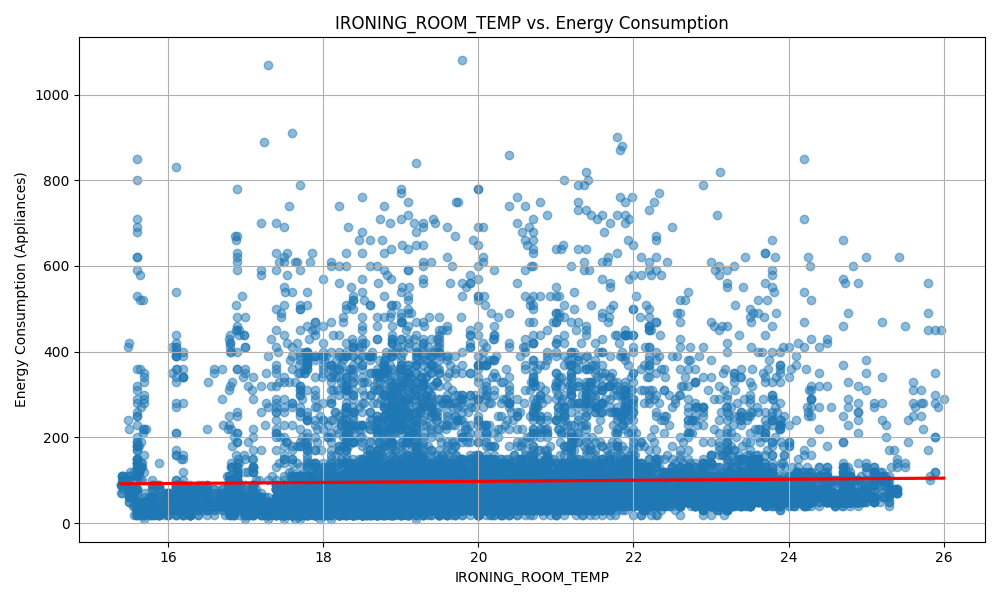 IRONING_ROOM_TEMP vs. Energy Consumption
Energy Consumption (Appliances)
1000
800
600
400
200
0
16 18 20 22 24 26
IRONING_ROOM_TEMP